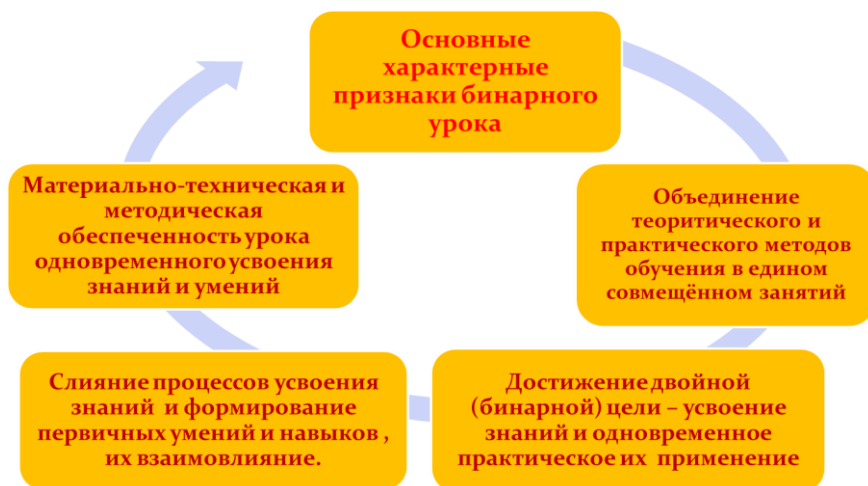 Основные
характерные
признаки бинарного
урока
Объединение
теоритического и
практического методов
обучения в едином
совмещённом занятий
Достижение двойной
(бинарной) цели – усвоение
знаний и одновременное
практическое их применение
Слияние процессов усвоения
знаний и формирование
первичных умений и навыков ,
их взаимовлияние.
Материально-техническая и
методическая
обеспеченность урока
одновременного усвоения
знаний и умений